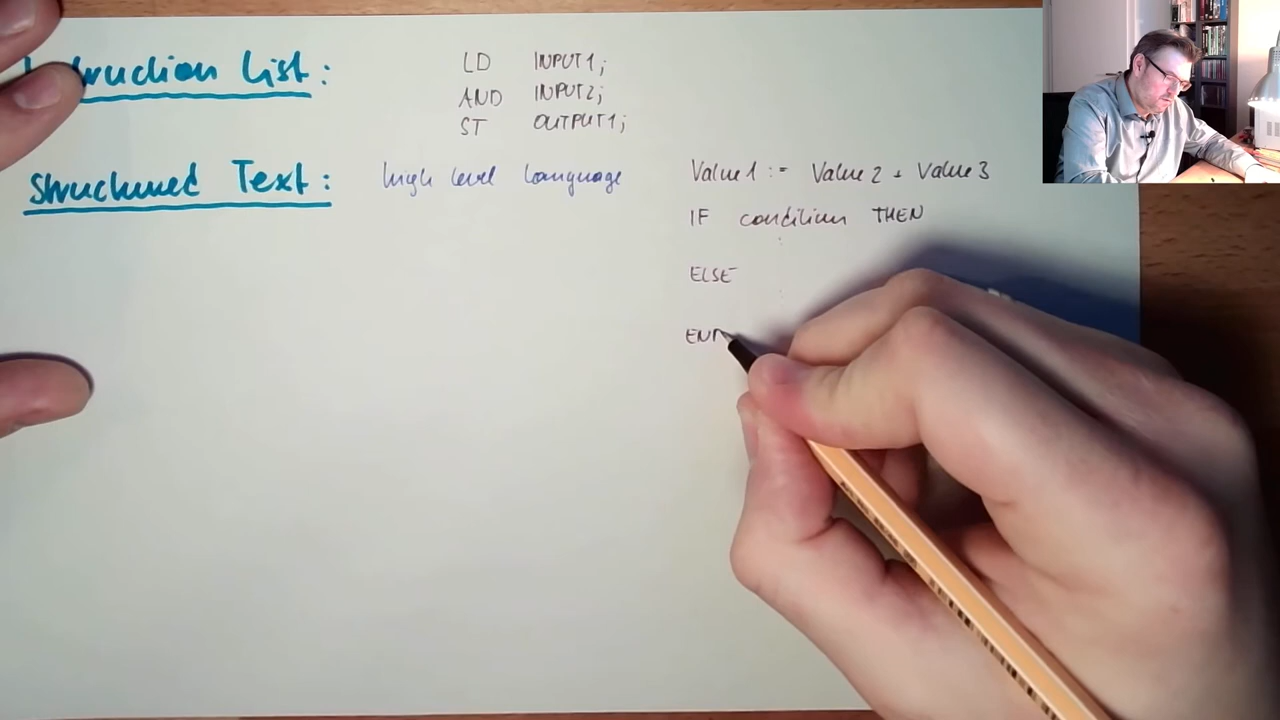 Instruction List:
LD INPUT1;
AND INPUT2;
ST OUTPUT1;
Structured Text: high level Language
Value1 := Value2 + Value3
IF condition THEN
:
ELSE
:
END